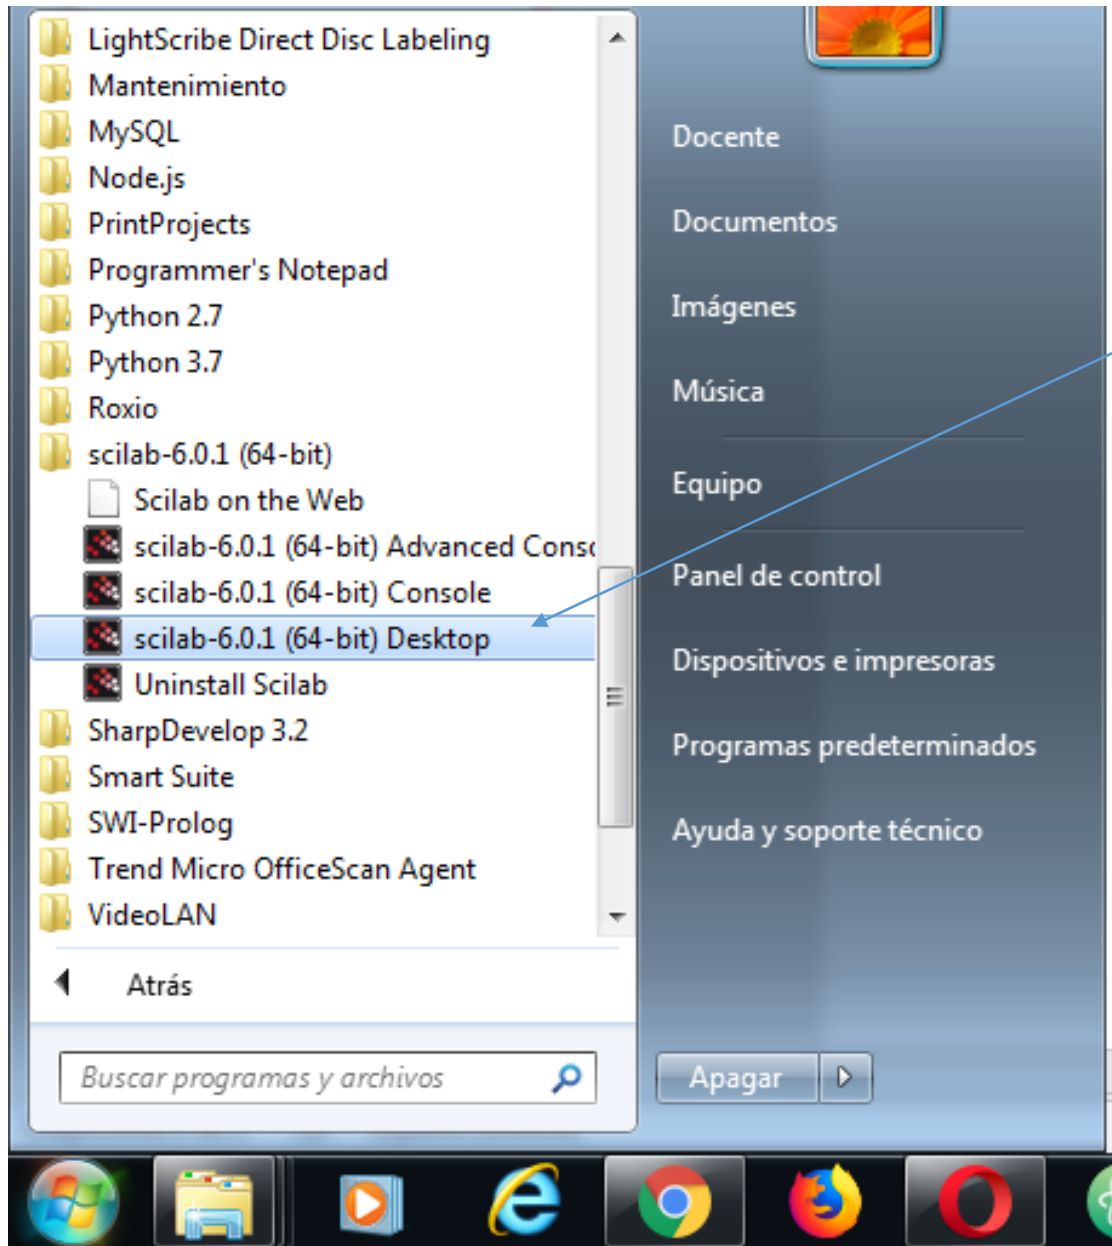 LightScribe Direct Disc Labeling
Mantenimiento
MySQL
Node.js
PrintProjects
Programmer's Notepad
Python 2.7
Python 3.7
Roxio
scilab-6.0.1 (64-bit)
Scilab on the Web
scilab-6.0.1 (64-bit) Advanced Conso
scilab-6.0.1 (64-bit) Console
scilab-6.0.1 (64-bit) Desktop
Uninstall Scilab
SharpDevelop 3.2
Smart Suite
SWI-Prolog
Trend Micro OfficeScan Agent
VideoLAN
Atrás
Buscar programas y archivos
Docente
Documentos
Imágenes
Música
Equipo
Panel de control
Dispositivos e impresoras
Programas predeterminados
Ayuda y soporte técnico
Apagar